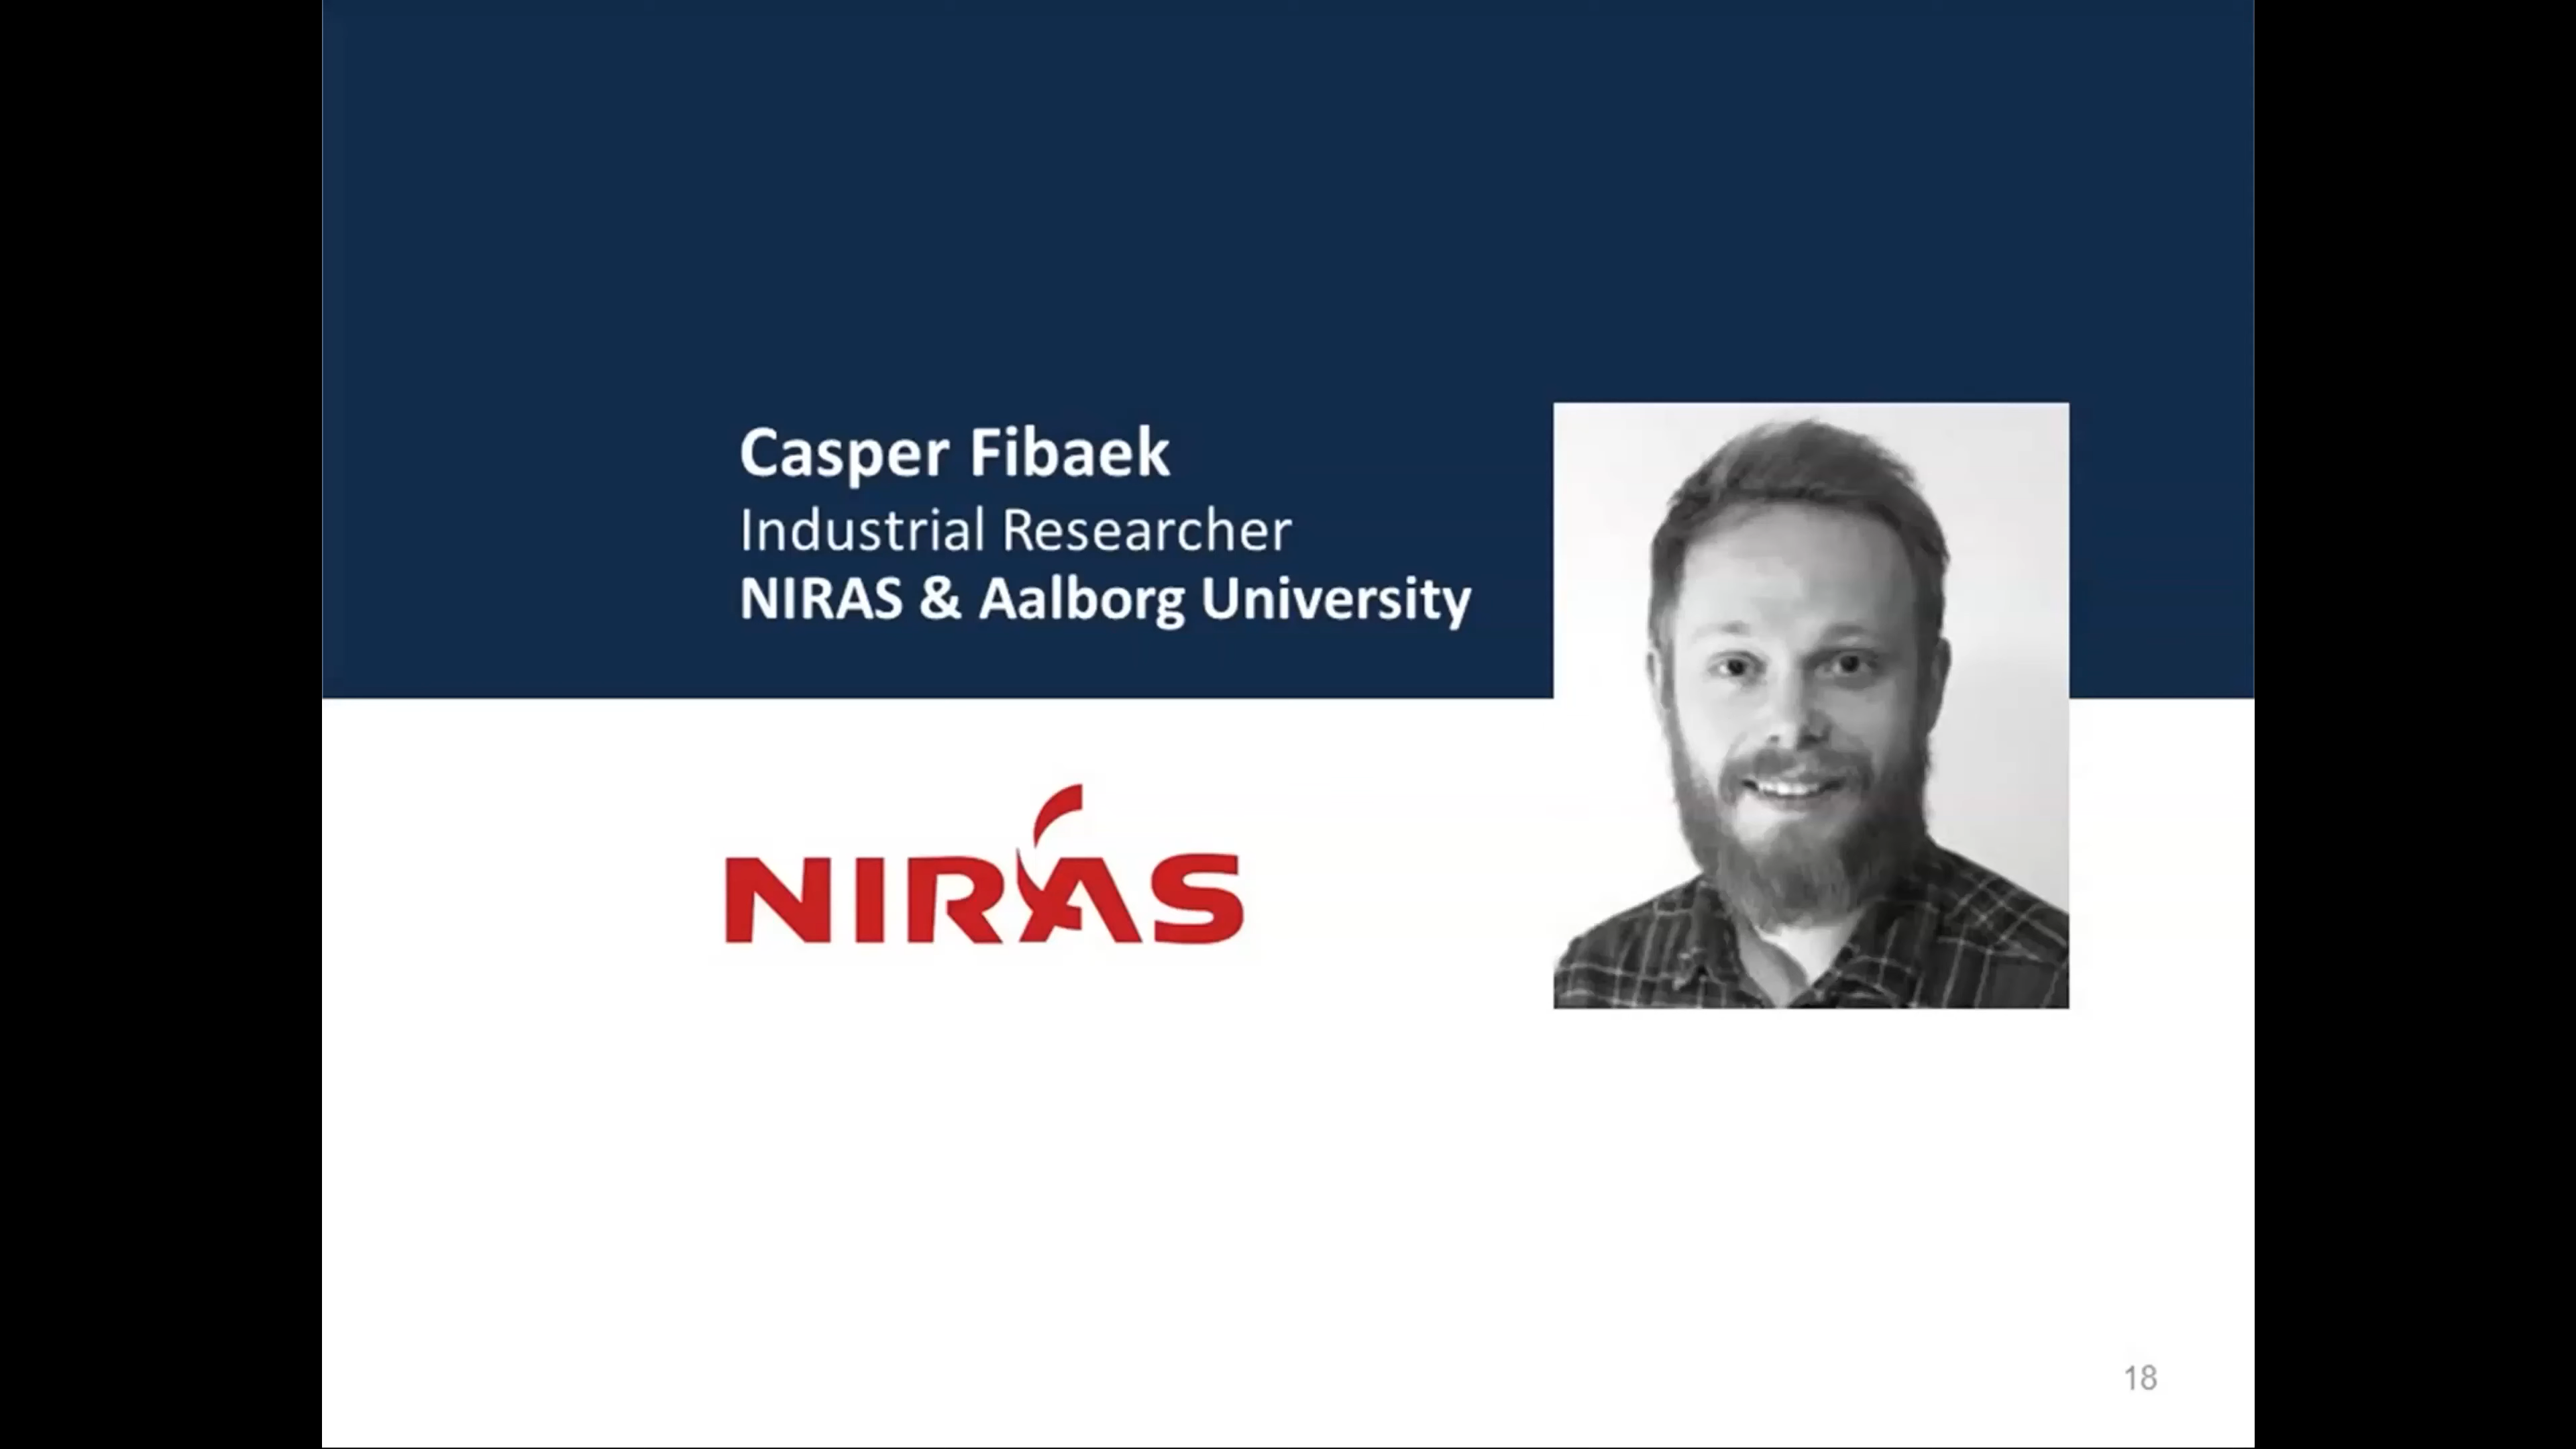 Casper Fibaek
Industrial Researcher
NIRAS & Aalborg University
NIRAS
18